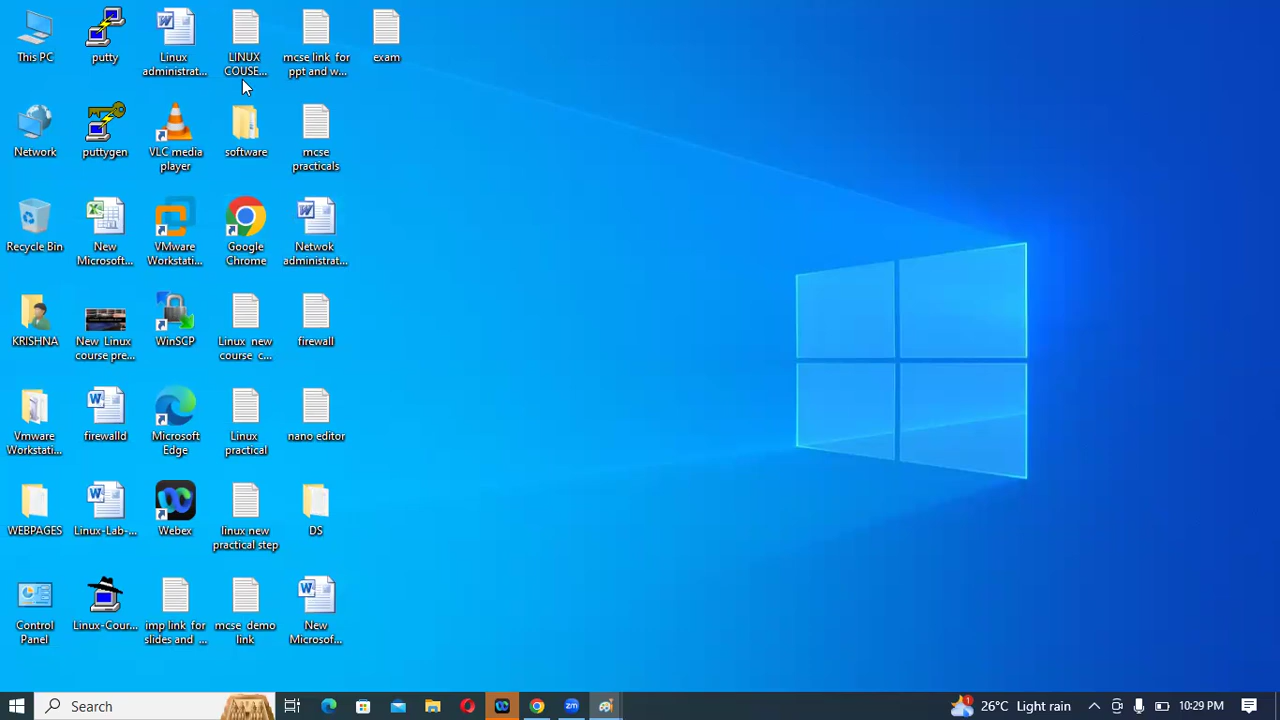 This PC
putty
Linux
administrat...
LINUX
COUSE...
mcse link for
ppt and w...
exam
Network
puttygen
VLC media
player
software
mcse
practicals
Recycle Bin
New
Microsoft...
VMware
Workstati...
Google
Chrome
Netwok
administrat...
KRISHNA
New Linux
course pre...
WinSCP
Linux new
course c...
firewall
Vmware
Workstati...
firewalld
Microsoft
Edge
Linux
practical
nano editor
WEBPAGES
Linux-Lab-...
Webex
linux new
practical step
DS
Control
Panel
Linux-Cour...
imp link for
slides and ...
mcse demo
link
New
Microsof...
Search
zm
1
26°C Light rain
10:29 PM